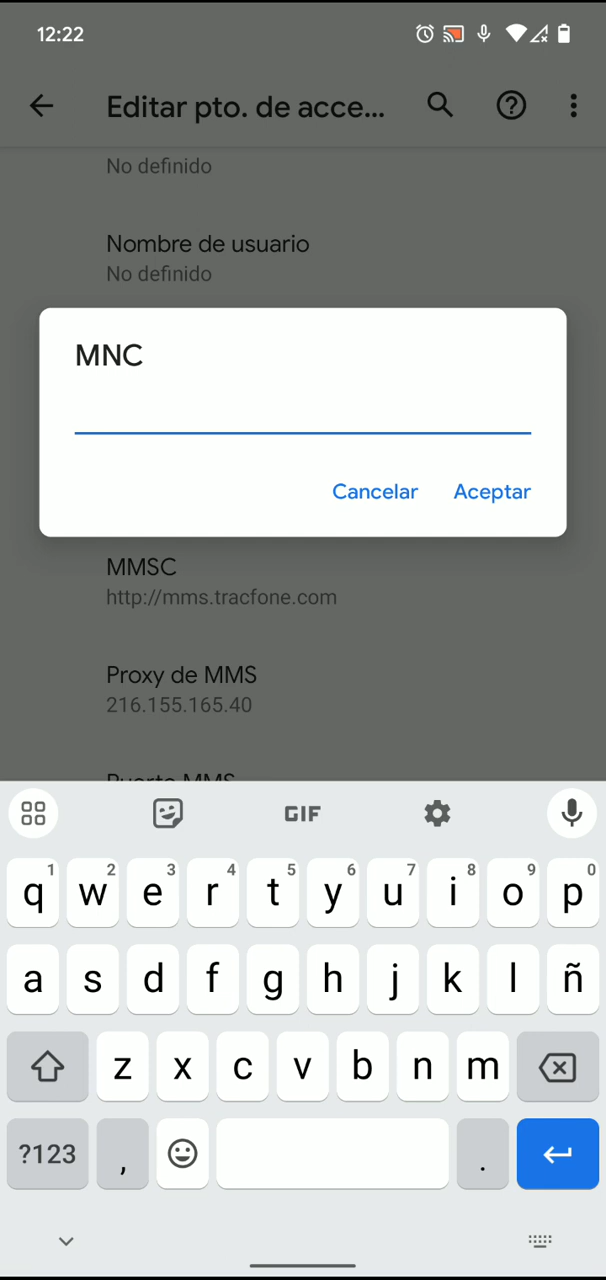 12:22
Editar pto. de acce...
No definido
Nombre de usuario
No definido
MNC
Cancelar Aceptar
MMSC
http://mms.tracfone.com
Proxy de MMS
216.155.165.40
Puerto MMS
GIF
1 2 3 4 5 6 7 8 9 0
q w e r t y u i o p
a s d f g h j k l ñ
z x c v b n m
?123 , .